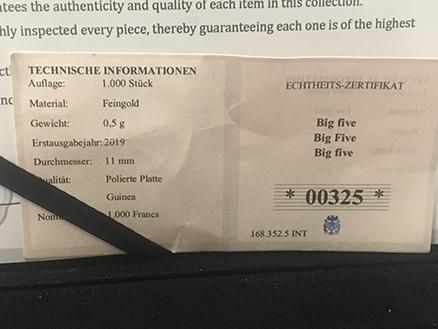 tees the authenticity and quality of each item in this collection.
hly inspected every piece, thereby guaranteeing each one is of the highest
TECHNISCHE INFORMATIONEN
Auflage: 1.000 Stück
Material: Feingold
Gewicht: 0,5 g
Erstausgabejahr: 2019
Durchmesser: 11 mm
ualität: Polierte Platte
Guinea
Nom 1.000 Francs
ECHTHEITS-ZERTIFIKAT
Big five
Big Five
Big five
* 00325 *
168.352.5 INT